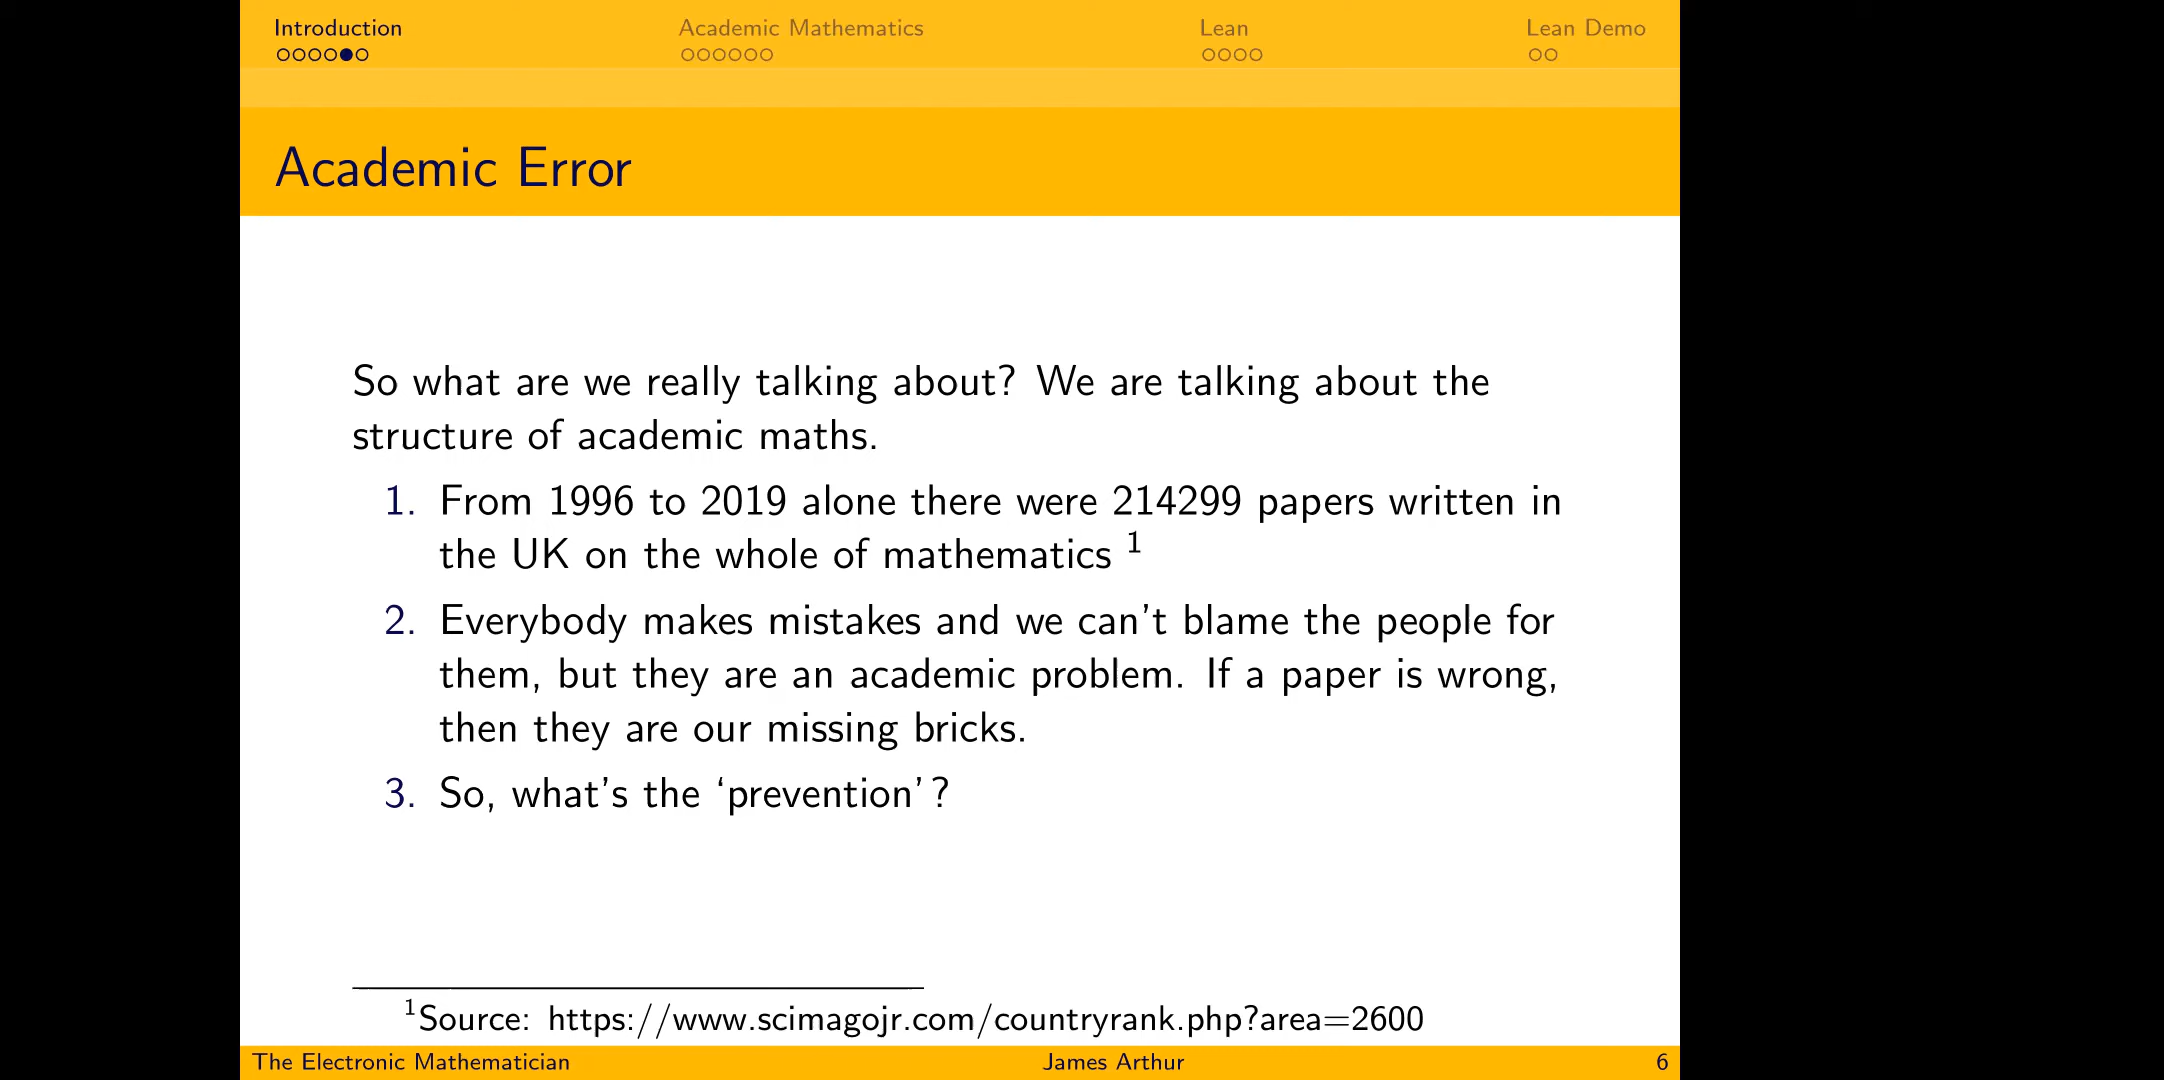 Introduction
Academic Mathematics
Lean
Lean Demo
Academic Error
So what are we really talking about? We are talking about the
structure of academic maths.
1. From 1996 to 2019 alone there were 214299 papers written in
the UK on the whole of mathematics 1
2. Everybody makes mistakes and we can't blame the people for
them, but they are an academic problem. If a paper is wrong,
then they are our missing bricks.
3. So, what's the ‘prevention’?
1Source: https://www.scimagojr.com/countryrank.php?area=2600
The Electronic Mathematician
James Arthur
6